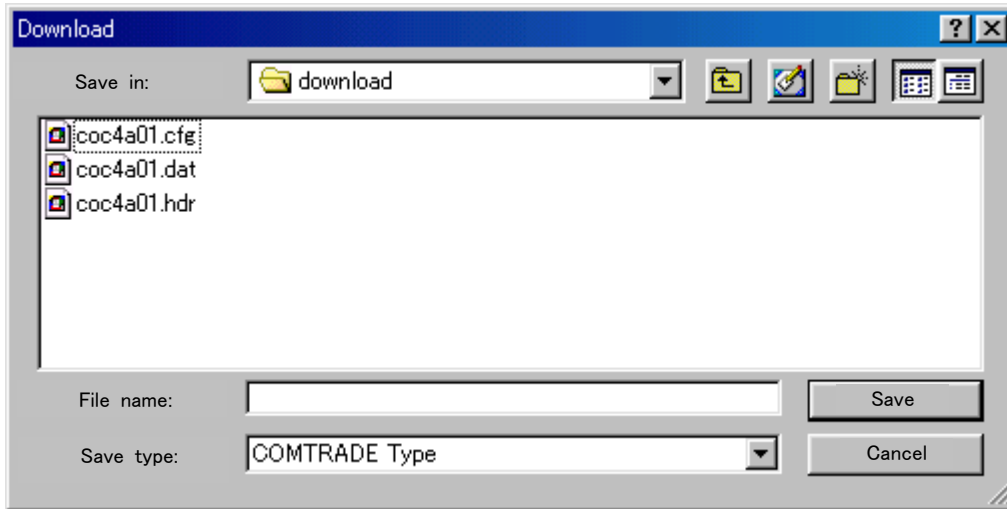 Download
Save in:
download
coc4a01.cfg
coc4a01.dat
coc4a01.hdr
File name:
Save
Save type:
COMTRADE Type
Cancel